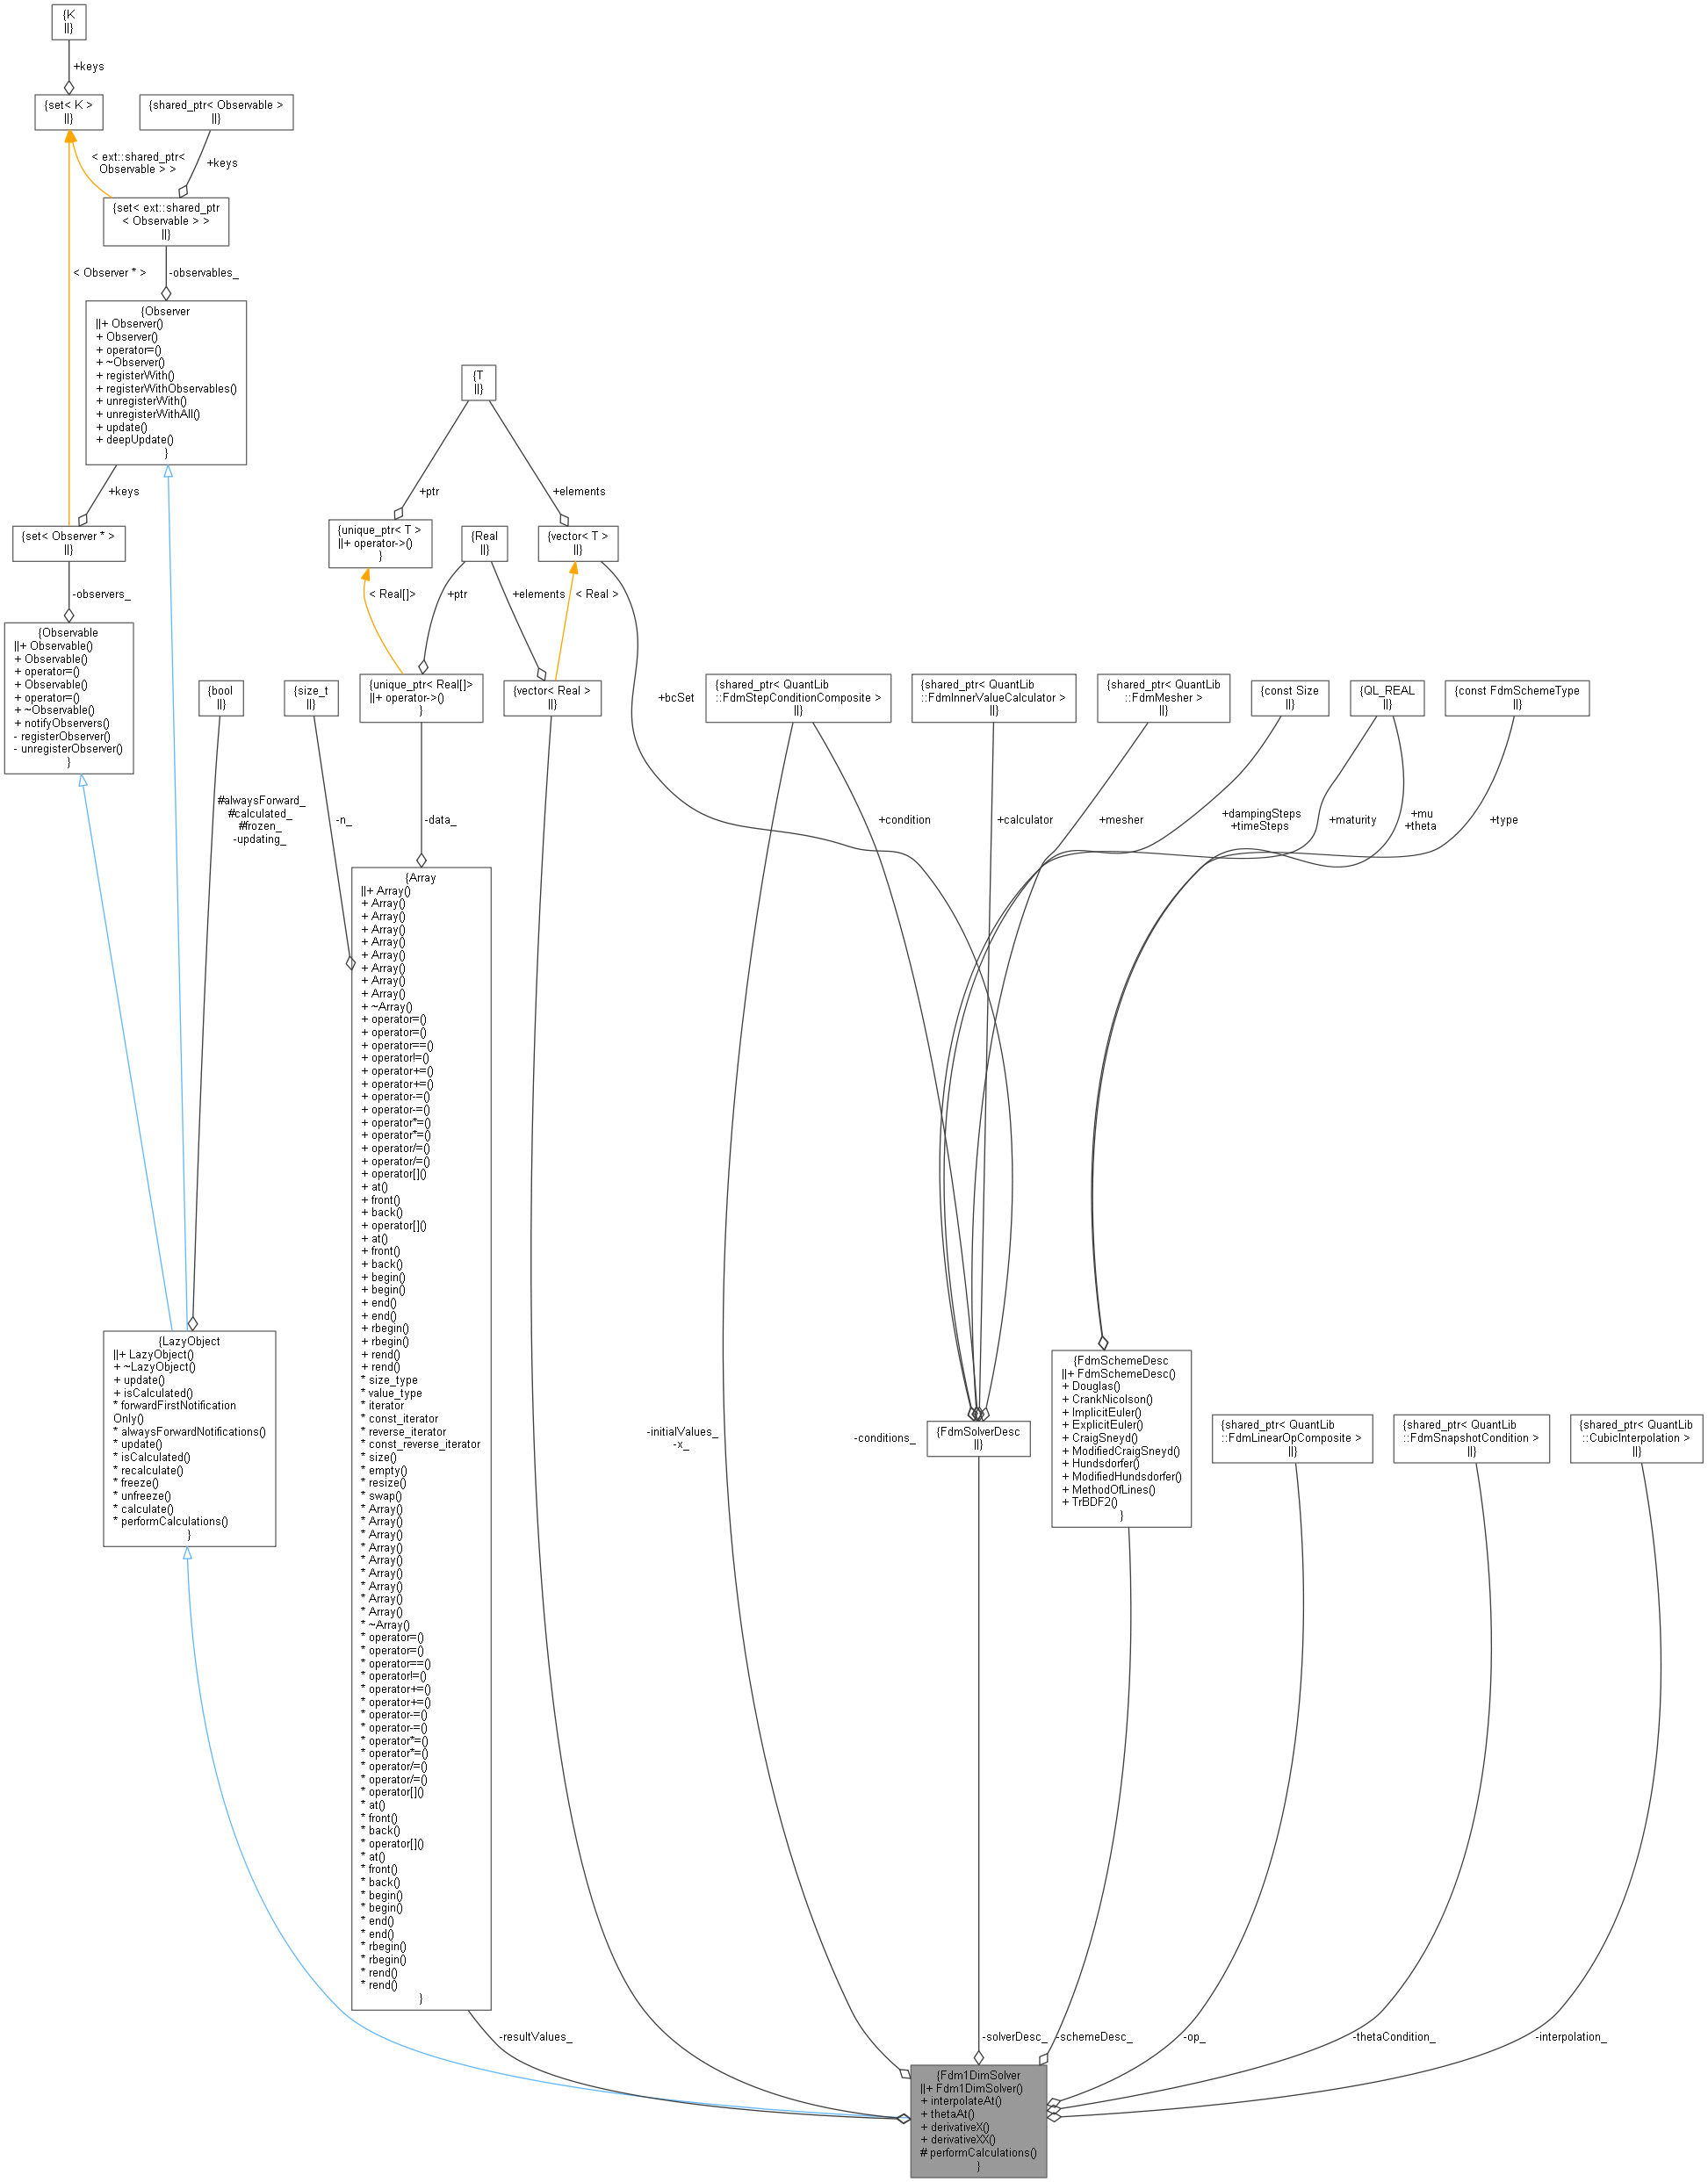 {K
||}
+keys
{set< K >
||}
{shared_ptr< Observable >
||}
< ext::shared_ptr<
Observable > >
+keys
{set< ext::shared_ptr
< Observable > >
||}
< Observer * >
-observables_
{Observer
||+ Observer()
+ Observer()
+ operator=()
+ ~Observer()
+ registerWith()
+ registerWithObservables()
+ unregisterWith()
+ unregisterWithAll()
+ update()
+ deepUpdate()
}
+keys
{set< Observer * >
||}
-observers_
{Observable
||+ Observable()
+ Observable()
+ operator=()
+ Observable()
+ operator=()
+ ~Observable()
+ notifyObservers()
- registerObserver()
- unregisterObserver()
}
{T
||}
+ptr
+elements
{unique_ptr< T >
||+ operator->()
}
{Real
||}
{vector< T >
||}
< Real[]>
+ptr
+elements
< Real >
{bool
||}
{size_t
||}
{unique_ptr< Real[]>
||+ operator->()
}
{vector< Real >
||}
+bcSet
{shared_ptr< QuantLib
::FdmStepConditionComposite >
||}
{shared_ptr< QuantLib
::FdmInnerValueCalculator >
||}
{shared_ptr< QuantLib
::FdmMesher >
||}
{const Size
||}
{QL_REAL
||}
{const FdmSchemeType
||}
#alwaysForward_
#calculated_
#frozen_
-updating_
-n_
-data_
+condition
+calculator
+mesher
+dampingSteps
+timeSteps
+maturity
+mu
+theta
+type
{Array
||+ Array()
+ Array()
+ Array()
+ Array()
+ Array()
+ Array()
+ Array()
+ Array()
+ Array()
+ ~Array()
+ operator=()
+ operator=()
+ operator==()
+ operator!=()
+ operator+=()
+ operator+=()
+ operator-=()
+ operator-=()
+ operator*=()
+ operator*=()
+ operator/=()
+ operator/=()
+ operator[]()
+ at()
+ front()
+ back()
+ operator[]()
+ at()
+ front()
+ back()
+ begin()
+ begin()
+ end()
+ end()
+ rbegin()
+ rbegin()
+ rend()
+ rend()
* size_type
* value_type
* iterator
* const_iterator
* reverse_iterator
* const_reverse_iterator
* size()
* empty()
* resize()
* swap()
* Array()
* Array()
* Array()
* Array()
* Array()
* Array()
* Array()
* Array()
* Array()
* ~Array()
* operator=()
* operator=()
* operator==()
* operator!=()
* operator+=()
* operator+=()
* operator-=()
* operator-=()
* operator*=()
* operator*=()
* operator/=()
* operator/=()
* operator[]()
* at()
* front()
* back()
* operator[]()
* at()
* front()
* back()
* begin()
* begin()
* end()
* end()
* rbegin()
* rbegin()
* rend()
* rend()
}
{LazyObject
||+ LazyObject()
+ ~LazyObject()
+ update()
+ isCalculated()
* forwardFirstNotification
Only()
* alwaysForwardNotifications()
* update()
* isCalculated()
* recalculate()
* freeze()
* unfreeze()
* calculate()
* performCalculations()
}
-initialValues_
-x_
-conditions_
{FdmSolverDesc
||}
{FdmSchemeDesc
||+ FdmSchemeDesc()
+ Douglas()
+ CrankNicolson()
+ ImplicitEuler()
+ ExplicitEuler()
+ CraigSneyd()
+ ModifiedCraigSneyd()
+ Hundsdorfer()
+ ModifiedHundsdorfer()
+ MethodOfLines()
+ TrBDF2()
}
{shared_ptr< QuantLib
::FdmLinearOpComposite >
||}
{shared_ptr< QuantLib
::FdmSnapshotCondition >
||}
{shared_ptr< QuantLib
::CubicInterpolation >
||}
-resultValues_
-solverDesc_
-schemeDesc_
-op_
-thetaCondition_
-interpolation_
{Fdm1DimSolver
||+ Fdm1DimSolver()
+ interpolateAt()
+ thetaAt()
+ derivativeX()
+ derivativeXX()
# performCalculations()
}